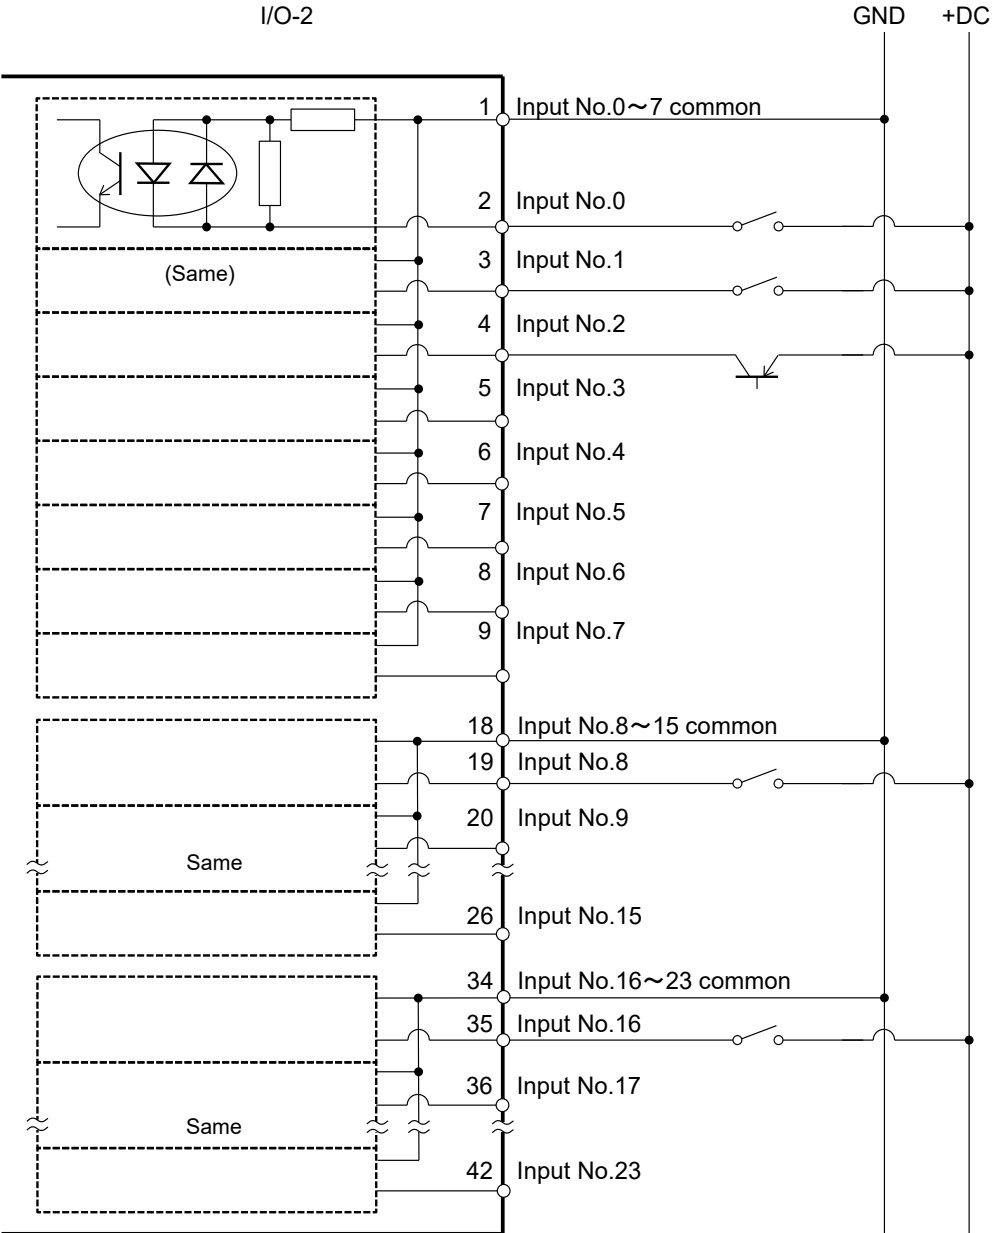 I/O-2 GND +DC
1 Input No.0～7 common
2 Input No.0
3 Input No.1
(Same)
4 Input No.2
5 Input No.3
6 Input No.4
7 Input No.5
8 Input No.6
9 Input No.7
18 Input No.8～15 common
19 Input No.8
20 Input No.9
Same
26 Input No.15
34 Input No.16～23 common
35 Input No.16
36 Input No.17
Same
42 Input No.23